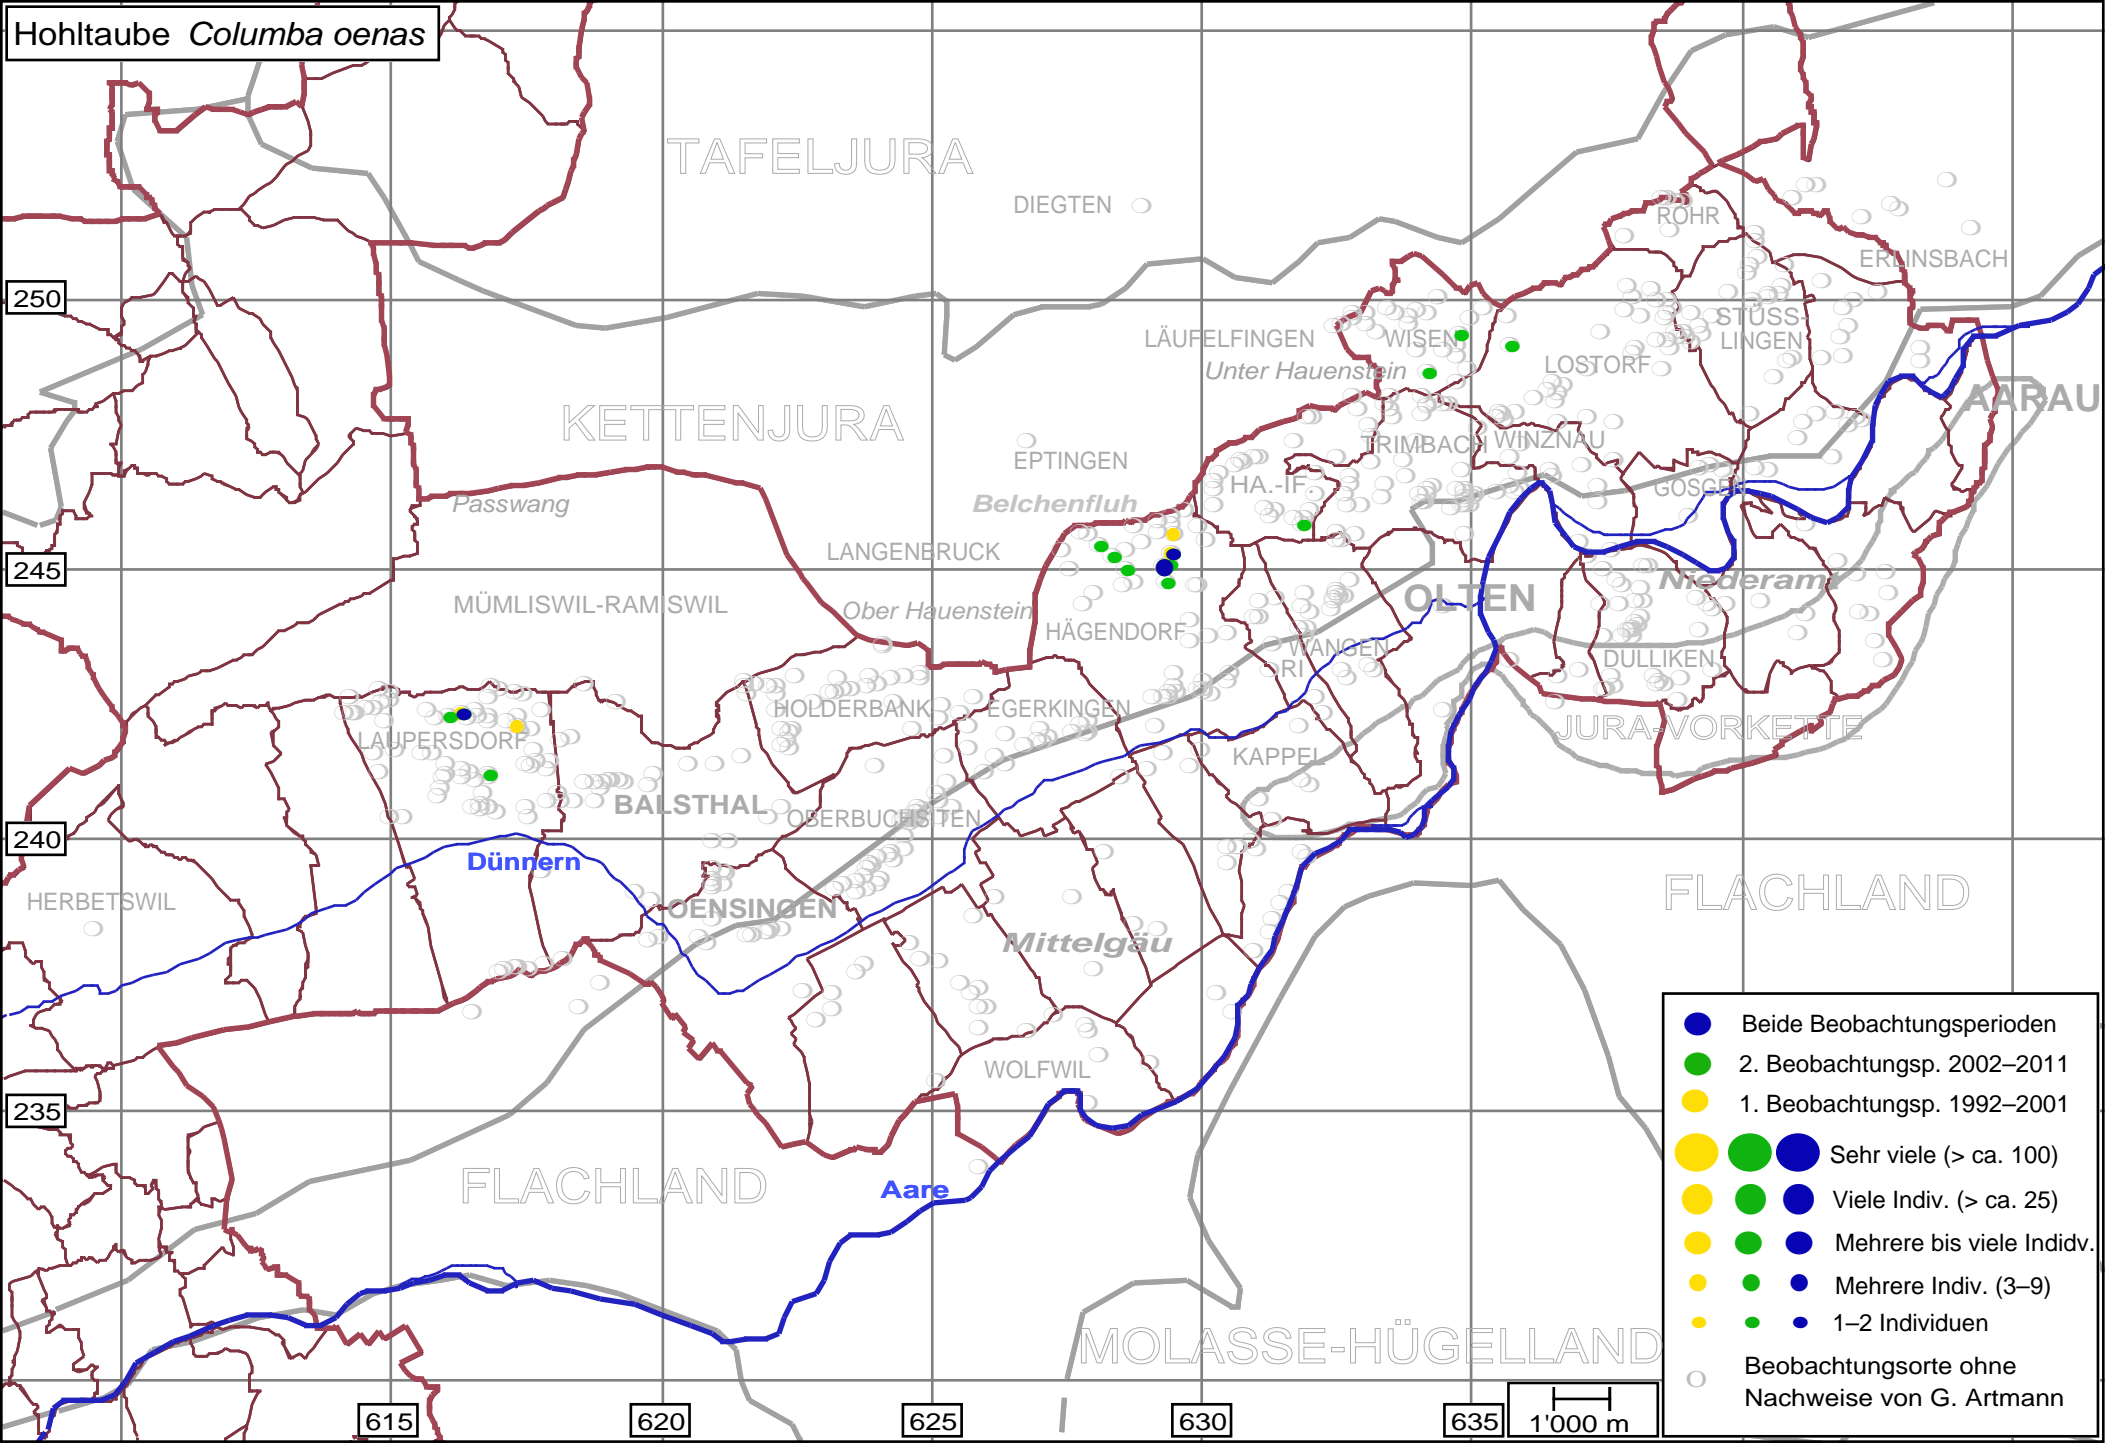 Hohltaube Columba oenas
TAFELJURA
DIEGTEN
RÖHR
ERLINSBACH
250
LÄUFELFINGEN
WISEN
STÜSS-
LINGEN
Unter Hauenstein
LOSTORF
AARAU
KETTENJURA
EPTINGEN
TRIMBACH
WINZNAU
Passwang
Belchenfluh
HA.-IF.
GÖSGEN
LANGENBRUCK
245
MÜMLISWIL-RAMISWIL
Ober Hauenstein
OLTEN
Niederamt
HÄGENDORF
WANGEN
RI
DULLIKEN
HOLDERBANK
EGERKINGEN
JURA-VORKETTE
LAUPERSDORF
KAPPEL
BALSTHAL
OBERBUCHSITEN
240
Dünnern
HERBETSWIL
OENSINGEN
FLACHLAND
Mittelgäu
WOLFWIL
235
FLACHLAND
Aare
MOLASSE-HÜGELLAND
615
620
625
630
635
1'000 m
Beide Beobachtungsperioden
2. Beobachtungsp. 2002–2011
1. Beobachtungsp. 1992–2001
Sehr viele (> ca. 100)
Viele Indiv. (> ca. 25)
Mehrere bis viele Indidv.
Mehrere Indiv. (3–9)
1–2 Individuen
Beobachtungsorte ohne
Nachweise von G. Artmann